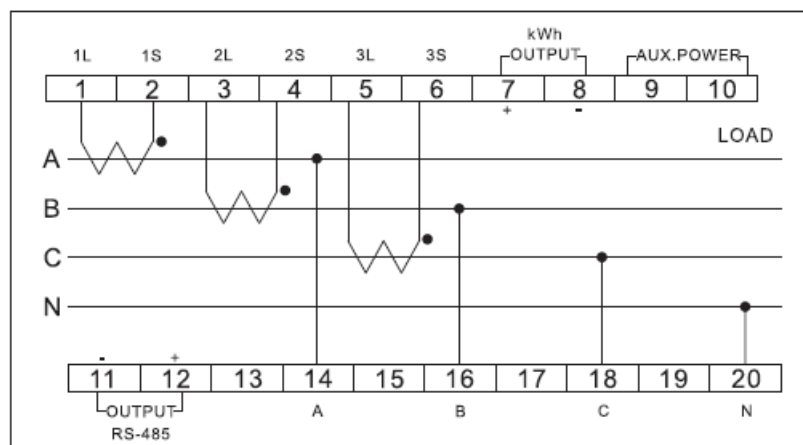 kWh
1L 1S 2L 2S 3L 3S OUTPUT AUX.POWER
1 2 3 4 5 6 7 8 9 10
+ -
LOAD
A
B
C
N
- +
11 12 13 14 15 16 17 18 19 20
OUTPUT A B C N
RS-485